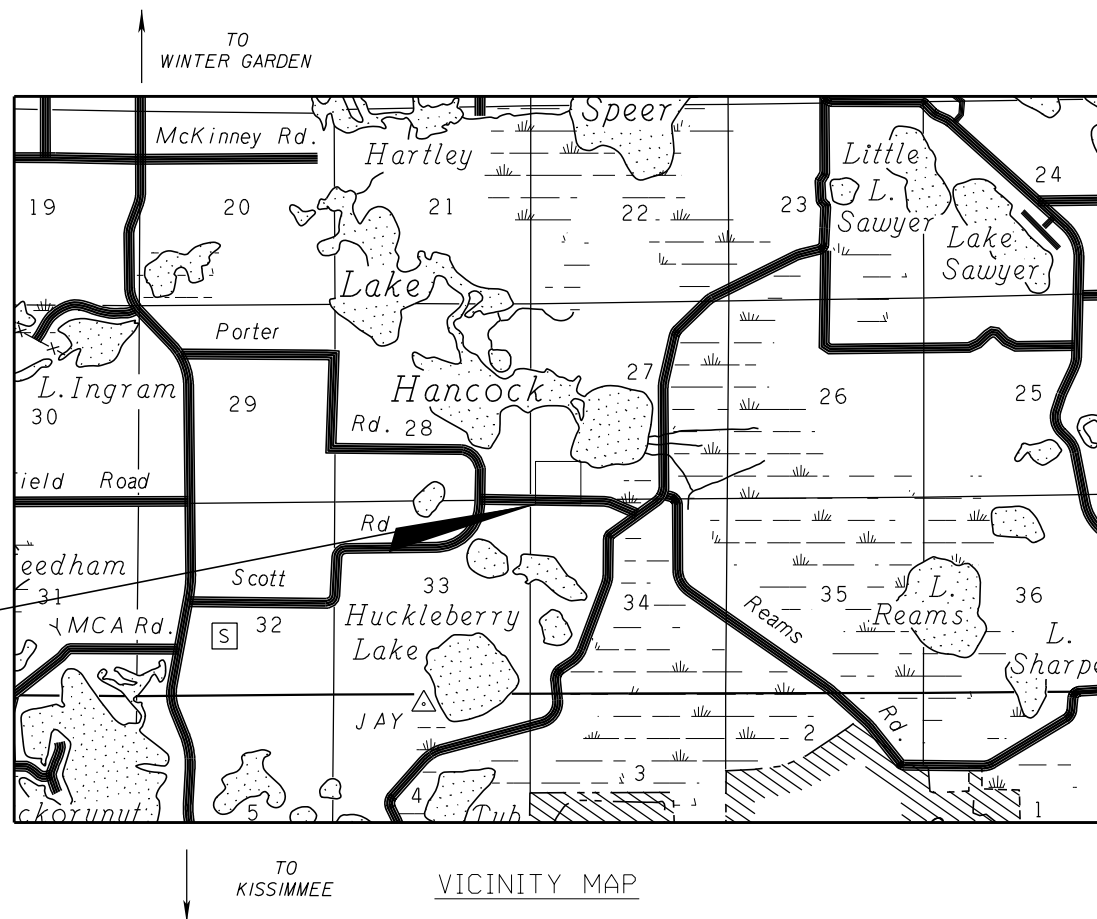 TO
WINTER GARDEN
Speer
McKinney Rd.
Hartley
Little
L.
Sawyer
24
19
20
21
22
23
Lake
Sawyer
Lake
Porter
L. Ingram
Hancock
27
30
29
Rd. 28
26
25
ield Road
Rd
eedham
Scott
33
31
34
35
L.
Reams
36
MCA Rd.
S
32
Huckleberry
Lake
Reams
L.
Sharpe
JAY
Rd.
2
3
4
5
1
ckorynut
Tub
TO
KISSIMMEE
VICINITY MAP